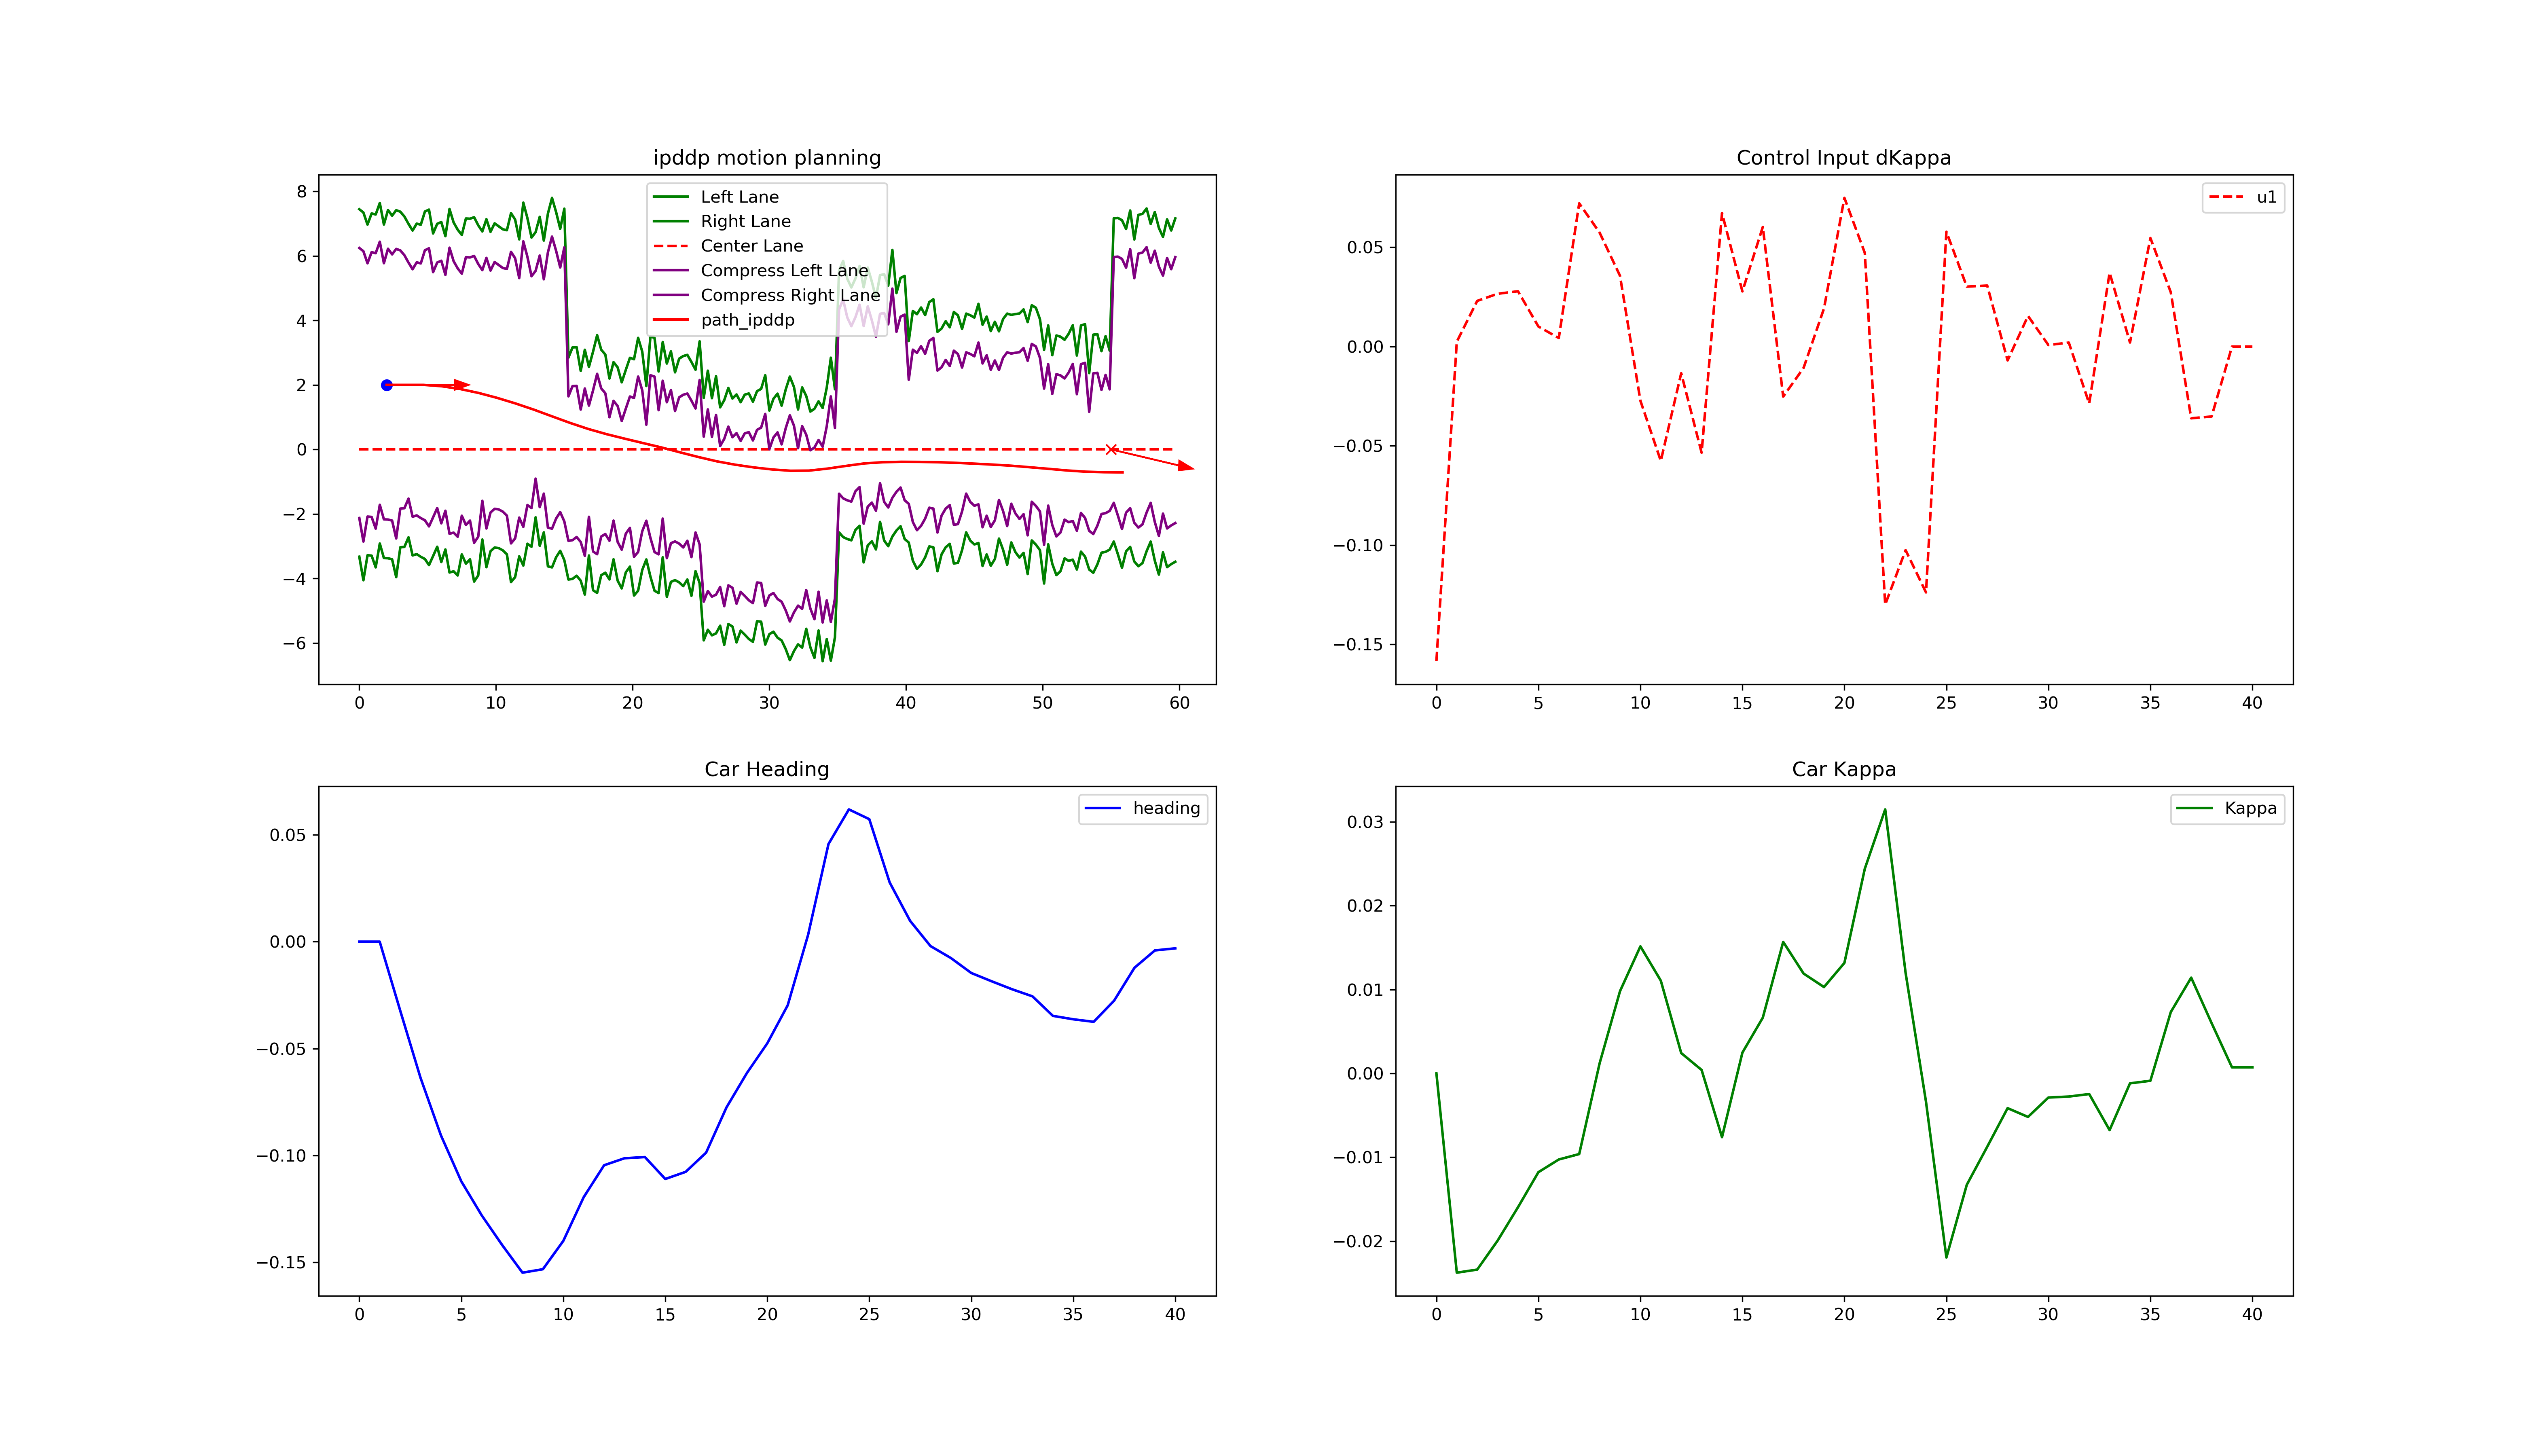 ipddp motion planning
Left Lane
Right Lane
Center Lane
Compress Left Lane
Compress Right Lane
path_ipddp
8
6
4
2
0
−2
−4
−6
0 10 20 30 40 50 60
Control Input dKappa
u1
0.05
0.00
−0.05
−0.10
−0.15
0 5 10 15 20 25 30 35 40
Car Heading
heading
0.05
0.00
−0.05
−0.10
−0.15
0 5 10 15 20 25 30 35 40
Car Kappa
Kappa
0.03
0.02
0.01
0.00
−0.01
−0.02
0 5 10 15 20 25 30 35 40